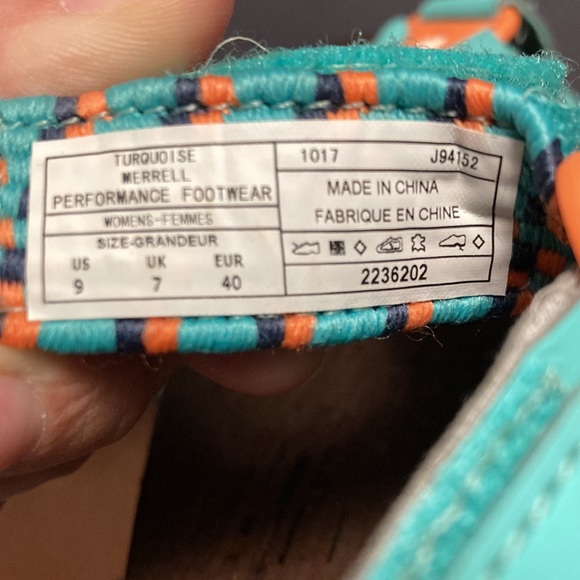 TURQUOISE
MERRELL
PERFORMANCE FOOTWEAR
WOMENS-FEMMES
SIZE-GRANDEUR
US UK EUR
9 7 40
1017 J94152
MADE IN CHINA
FABRIQUE EN CHINE
2236202